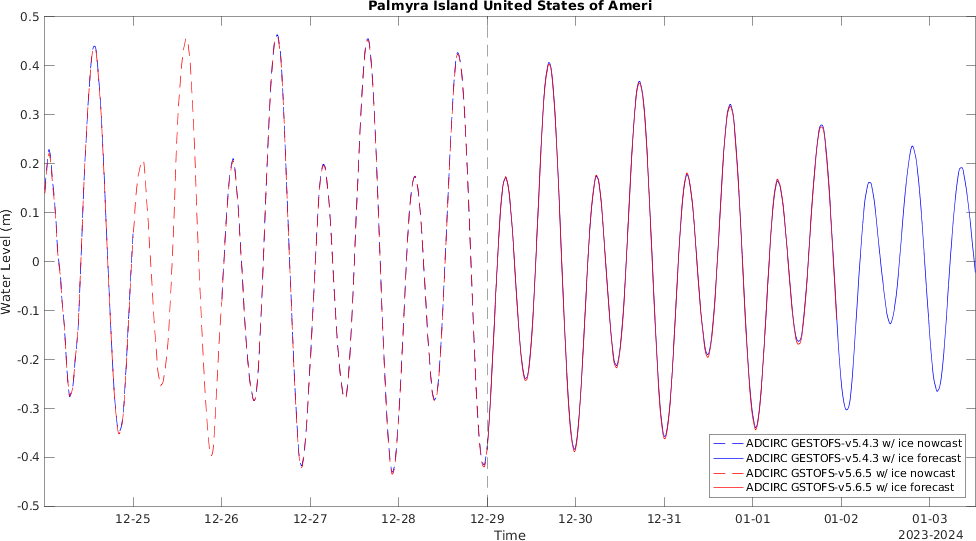 Palmyra Island United States of Ameri
Water Level (m)
0.5
0.4
0.3
0.2
0.1
0
-0.1
-0.2
-0.3
-0.4
-0.5
ADCIRC GESTOFS-v5.4.3 w/ ice nowcast
ADCIRC GESTOFS-v5.4.3 w/ ice forecast
ADCIRC GSTOFS-v5.6.5 w/ ice nowcast
ADCIRC GSTOFS-v5.6.5 w/ ice forecast
12-25 12-26 12-27 12-28 12-29 12-30 12-31 01-01 01-02 01-03
Time
2023-2024